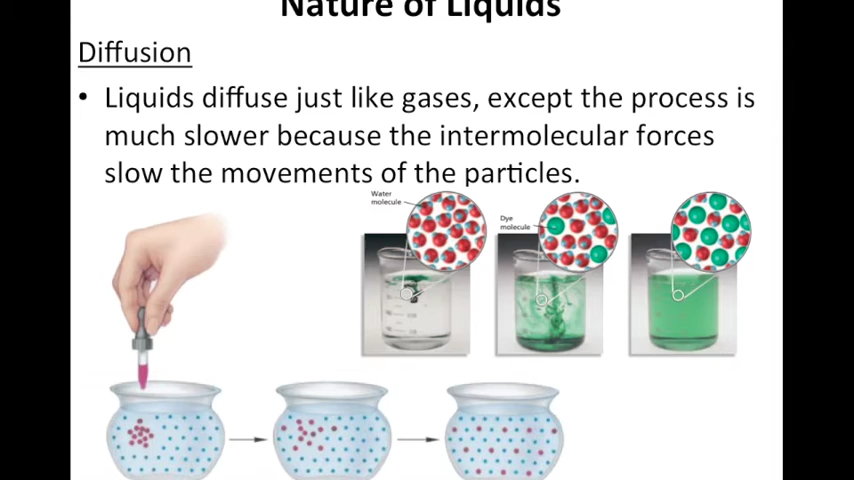 Nature of Liquids
Diffusion
• Liquids diffuse just like gases, except the process is
much slower because the intermolecular forces
slow the movements of the particles.
Water
molecule
Dye
molecule